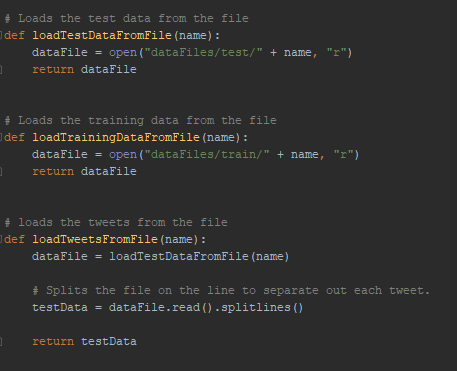 # Loads the test data from the file
def loadTestDataFromFile(name):
    dataFile = open("dataFiles/test/" + name, "r")
    return dataFile
# Loads the training data from the file
def loadTrainingDataFromFile(name):
    dataFile = open("dataFiles/train/" + name, "r")
    return dataFile
# loads the tweets from the file
def loadTweetsFromFile(name):
    dataFile = loadTestDataFromFile(name)
    # Splits the file on the line to separate out each tweet.
    testData = dataFile.read().splitlines()
    return testData